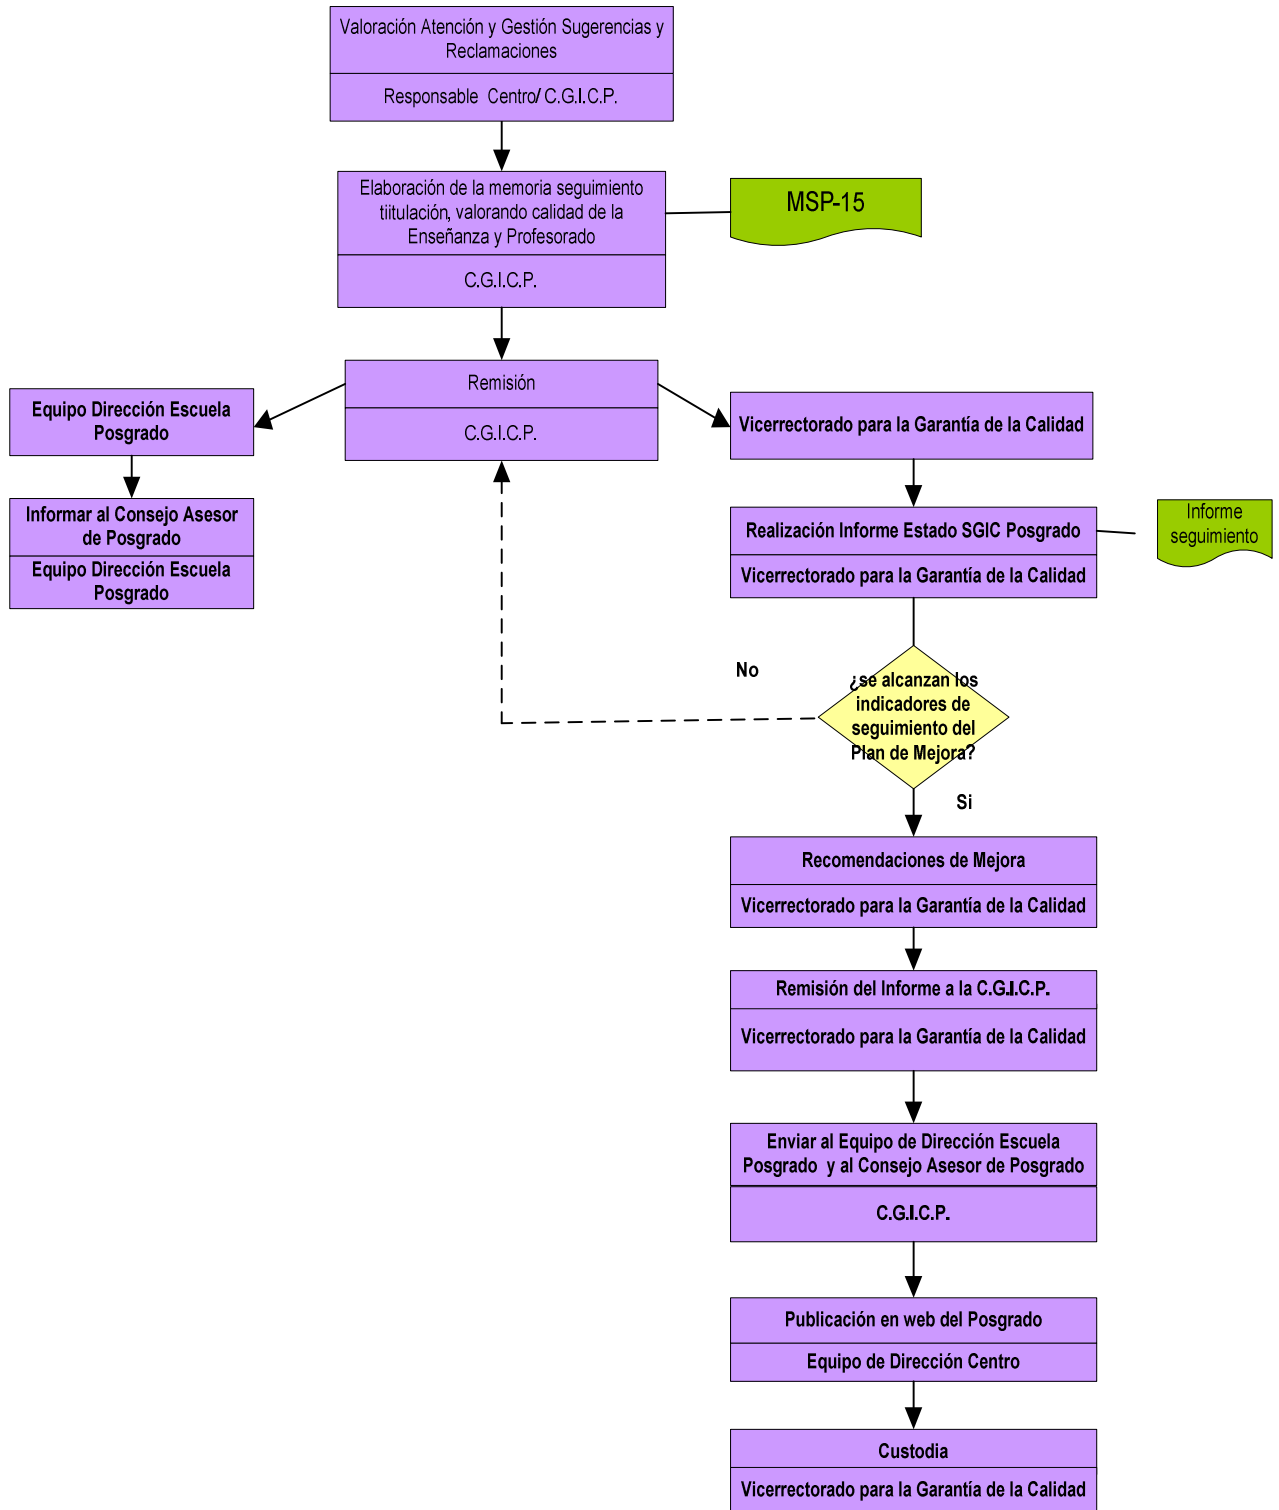 Valoración Atención y Gestión Sugerencias y
Reclamaciones
Responsable Centro/ C.G.I.C.P.
Elaboración de la memoria seguimiento
tiitulación, valorando calidad de la
Enseñanza y Profesorado
C.G.I.C.P.
MSP-15
Remisión
C.G.I.C.P.
Equipo Dirección Escuela
Posgrado
Informar al Consejo Asesor
de Posgrado
Equipo Dirección Escuela
Posgrado
Vicerrectorado para la Garantía de la Calidad
Realización Informe Estado SGIC Posgrado
Vicerrectorado para la Garantía de la Calidad
Informe
seguimiento
No
¿se alcanzan los
indicadores de
seguimiento del
Plan de Mejora?
Si
Recomendaciones de Mejora
Vicerrectorado para la Garantía de la Calidad
Remisión del Informe a la C.G.I.C.P.
Vicerrectorado para la Garantía de la Calidad
Enviar al Equipo de Dirección Escuela
Posgrado y al Consejo Asesor de Posgrado
C.G.I.C.P.
Publicación en web del Posgrado
Equipo de Dirección Centro
Custodia
Vicerrectorado para la Garantía de la Calidad